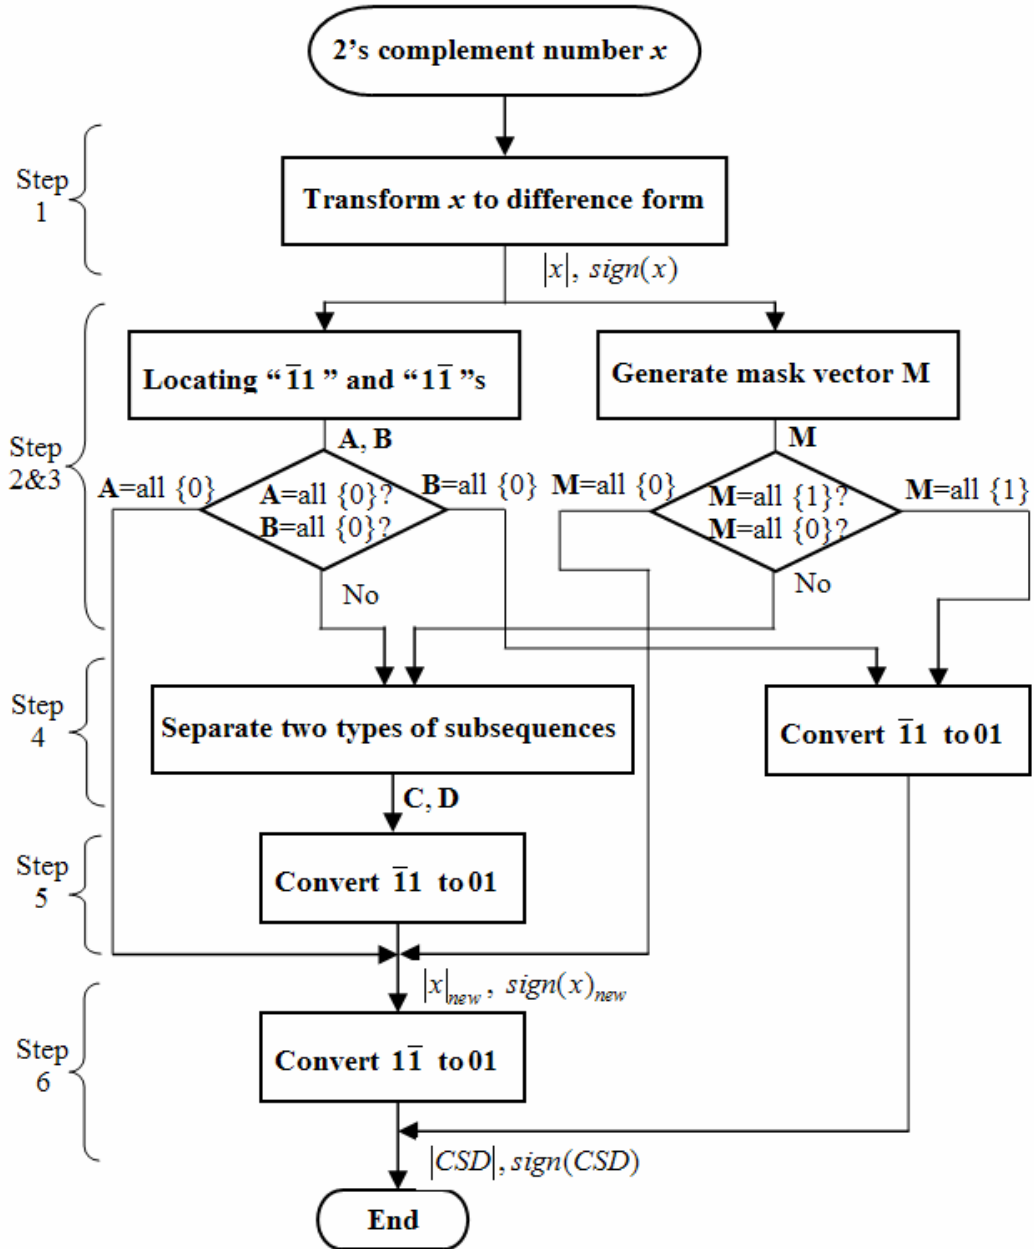 2's complement number x
Step
1
Transform x to difference form
|x|, sign(x)
Step
2&3
Locating “1̅1” and “11̅”s
Generate mask vector M
A, B
M
A=all {0}
A=all {0}?
B=all {0}?
B=all {0}
M=all {0}
M=all {1}?
M=all {0}?
M=all {1}
No
No
Step
4
Separate two types of subsequences
Convert 1̅1 to 01
C, D
Step
5
Convert 1̅1 to 01
|x|new, sign(x)new
Step
6
Convert 11̅ to 01
|CSD|, sign(CSD)
End